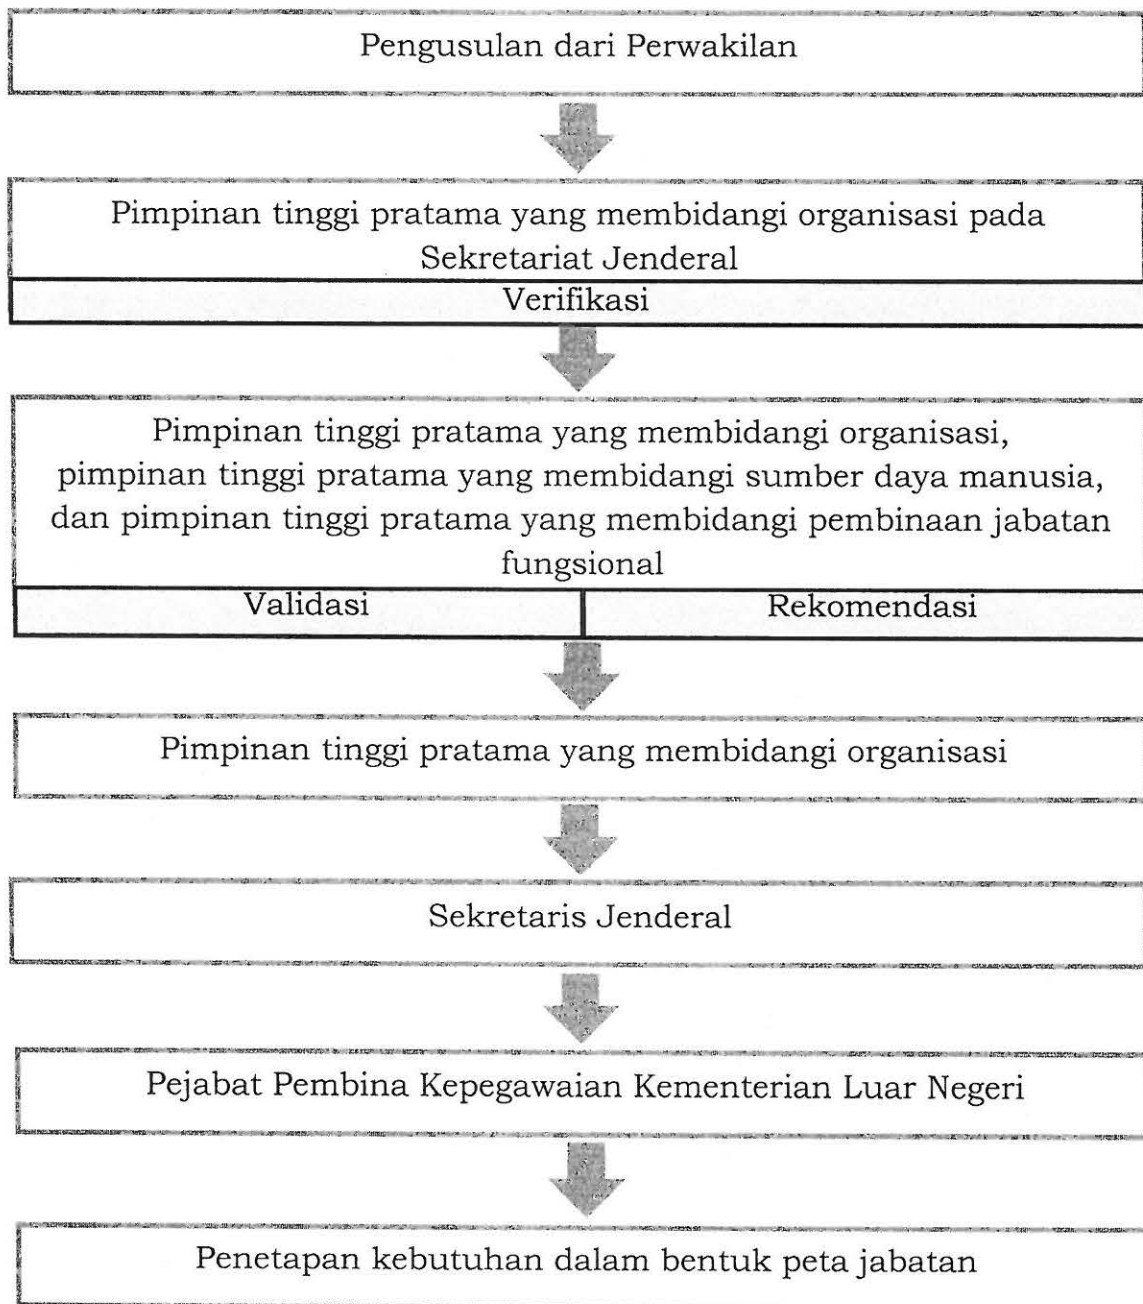 Pengusulan dari Perwakilan
Pimpinan tinggi pratama yang membidangi organisasi pada
Sekretariat Jenderal
Verifikasi
Pimpinan tinggi pratama yang membidangi organisasi,
pimpinan tinggi pratama yang membidangi sumber daya manusia,
dan pimpinan tinggi pratama yang membidangi pembinaan jabatan
fungsional
Validasi
Rekomendasi
Pimpinan tinggi pratama yang membidangi organisasi
Sekretaris Jenderal
Pejabat Pembina Kepegawaian Kementerian Luar Negeri
Penetapan kebutuhan dalam bentuk peta jabatan